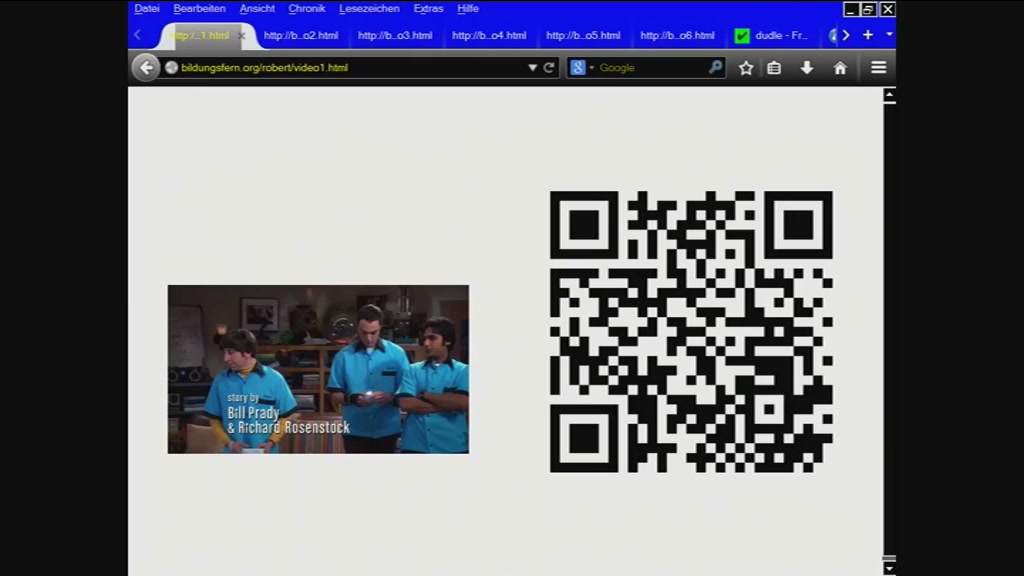 Datei Bearbeiten Ansicht Chronik Lesezeichen Extras Hilfe
http:/..1.html http://b...o2.html http://b...o3.html http://b...o4.html http://b...o5.html http://b...o6.html dudle - Fr...
bildungsfern.org/robert/video1.html Google
story by
Bill Prady
& Richard Rosenstock